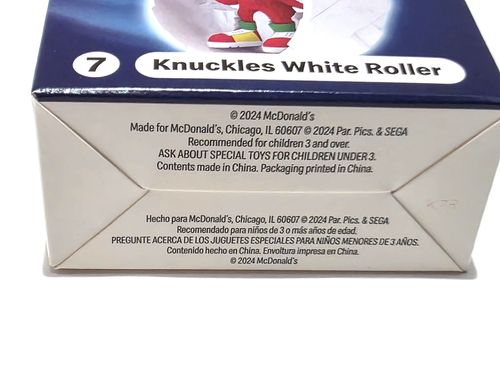 7 Knuckles White Roller
© 2024 McDonald's
Made for McDonald's, Chicago, IL 60607 © 2024 Par. Pics. & SEGA
Recommended for children 3 and over.
ASK ABOUT SPECIAL TOYS FOR CHILDREN UNDER 3.
Contents made in China. Packaging printed in China.
Hecho para McDonald's, Chicago, IL 60607 © 2024 Par. Pics. & SEGA
Recomendado para niños de 3 o más años de edad.
PREGUNTE ACERCA DE LOS JUGUETES ESPECIALES PARA NIÑOS MENORES DE 3 AÑOS.
Contenido hecho en China. Envoltura impresa en China.
© 2024 McDonald's